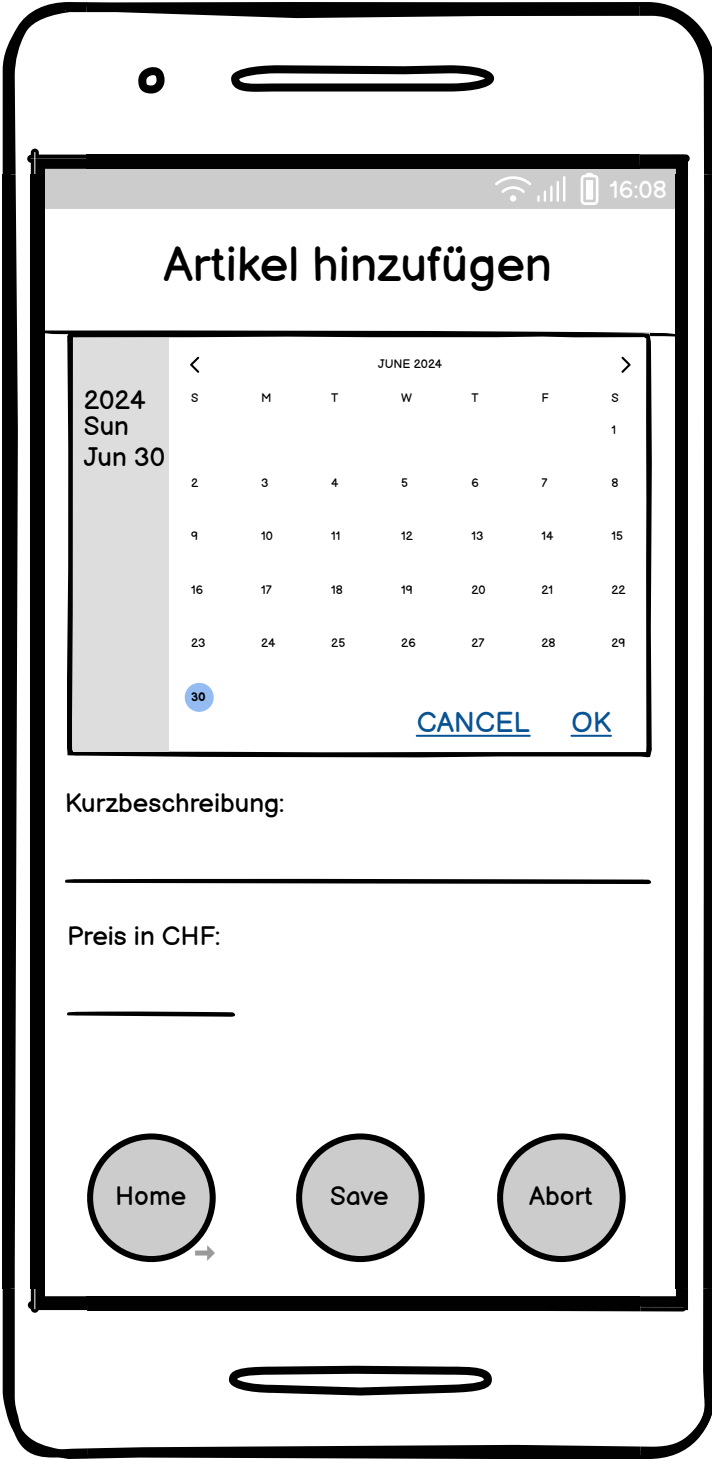 16:08
Artikel hinzufügen
2024
Sun
Jun 30
JUNE 2024
S M T W T F S
1
2 3 4 5 6 7 8
9 10 11 12 13 14 15
16 17 18 19 20 21 22
23 24 25 26 27 28 29
30
CANCEL OK
Kurzbeschreibung:
Preis in CHF:
Home Save Abort